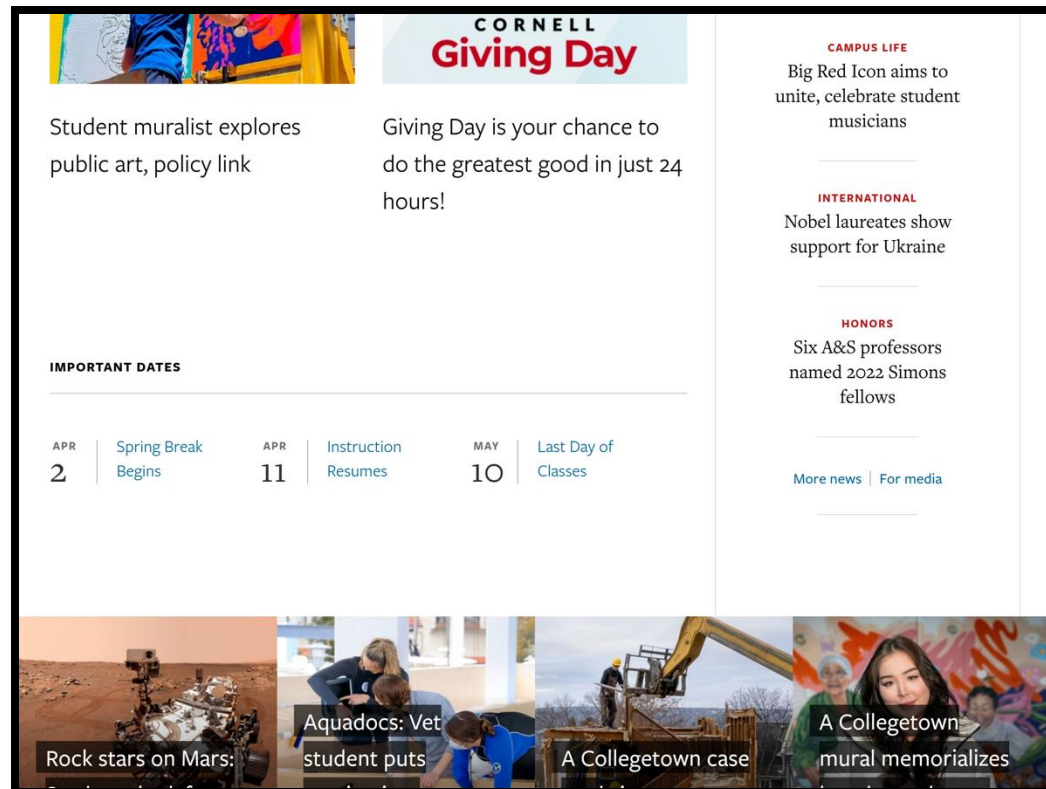 CORNELL
Giving Day
Student muralist explores
public art, policy link
Giving Day is your chance to
do the greatest good in just 24
hours!
IMPORTANT DATES
APR
2
Spring Break
Begins
APR
11
Instruction
Resumes
MAY
10
Last Day of
Classes
CAMPUS LIFE
Big Red Icon aims to
unite, celebrate student
musicians
INTERNATIONAL
Nobel laureates show
support for Ukraine
HONORS
Six A&S professors
named 2022 Simons
fellows
More news | For media
Rock stars on Mars:
Aquadocs: Vet
student puts
A Collegetown case
A Collegetown
mural memorializes